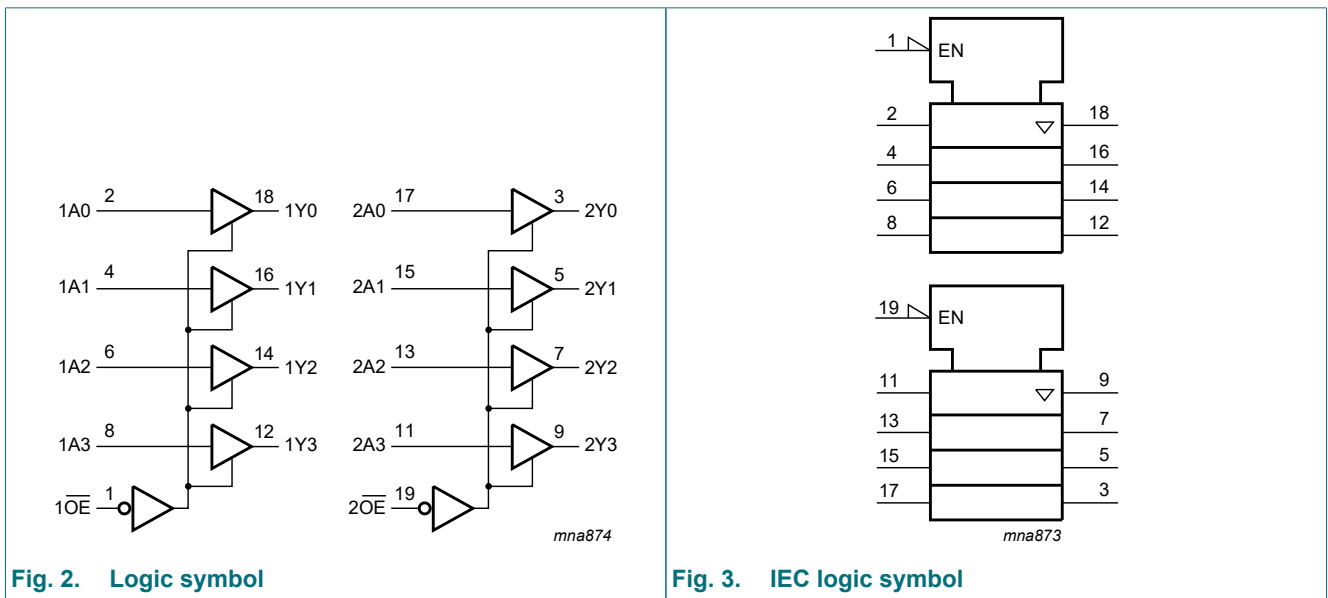 1A0 2 18 1Y0 2A0 17 3 2Y0
1A1 4 16 1Y1 2A1 15 5 2Y1
1A2 6 14 1Y2 2A2 13 7 2Y2
1A3 8 12 1Y3 2A3 11 9 2Y3
1O̅E̅ 1 2O̅E̅ 19
mna874
Fig. 2. Logic symbol
1 EN
2 18
4 16
6 14
8 12
19 EN
11 9
13 7
15 5
17 3
mna873
Fig. 3. IEC logic symbol